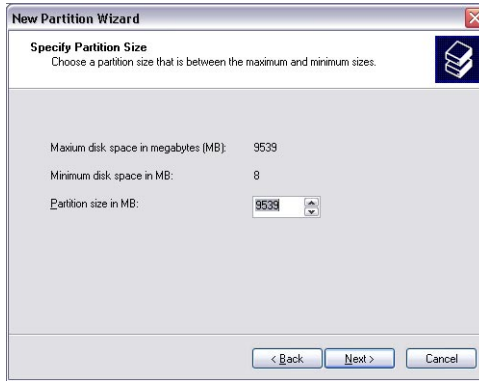 New Partition Wizard
Specify Partition Size
Choose a partition size that is between the maximum and minimum sizes.
Maxium disk space in megabytes (MB): 9539
Minimum disk space in MB: 8
Partition size in MB: 9539
< Back Next > Cancel